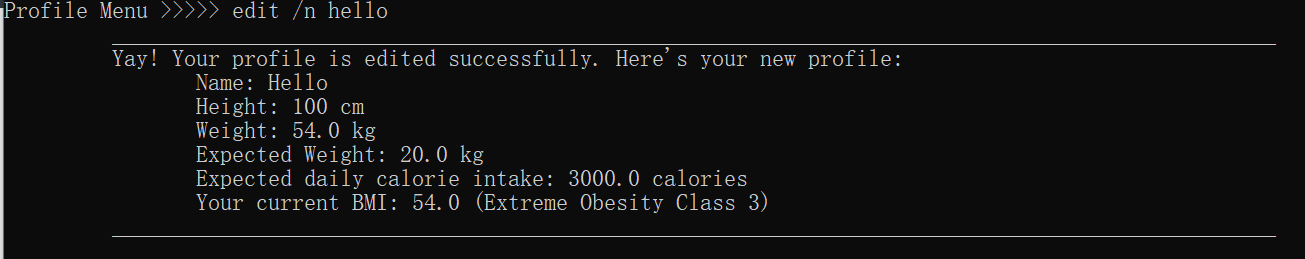 Profile Menu >>>>> edit /n hello
Yay! Your profile is edited successfully. Here's your new profile:
Name: Hello
Height: 100 cm
Weight: 54.0 kg
Expected Weight: 20.0 kg
Expected daily calorie intake: 3000.0 calories
Your current BMI: 54.0 (Extreme Obesity Class 3)